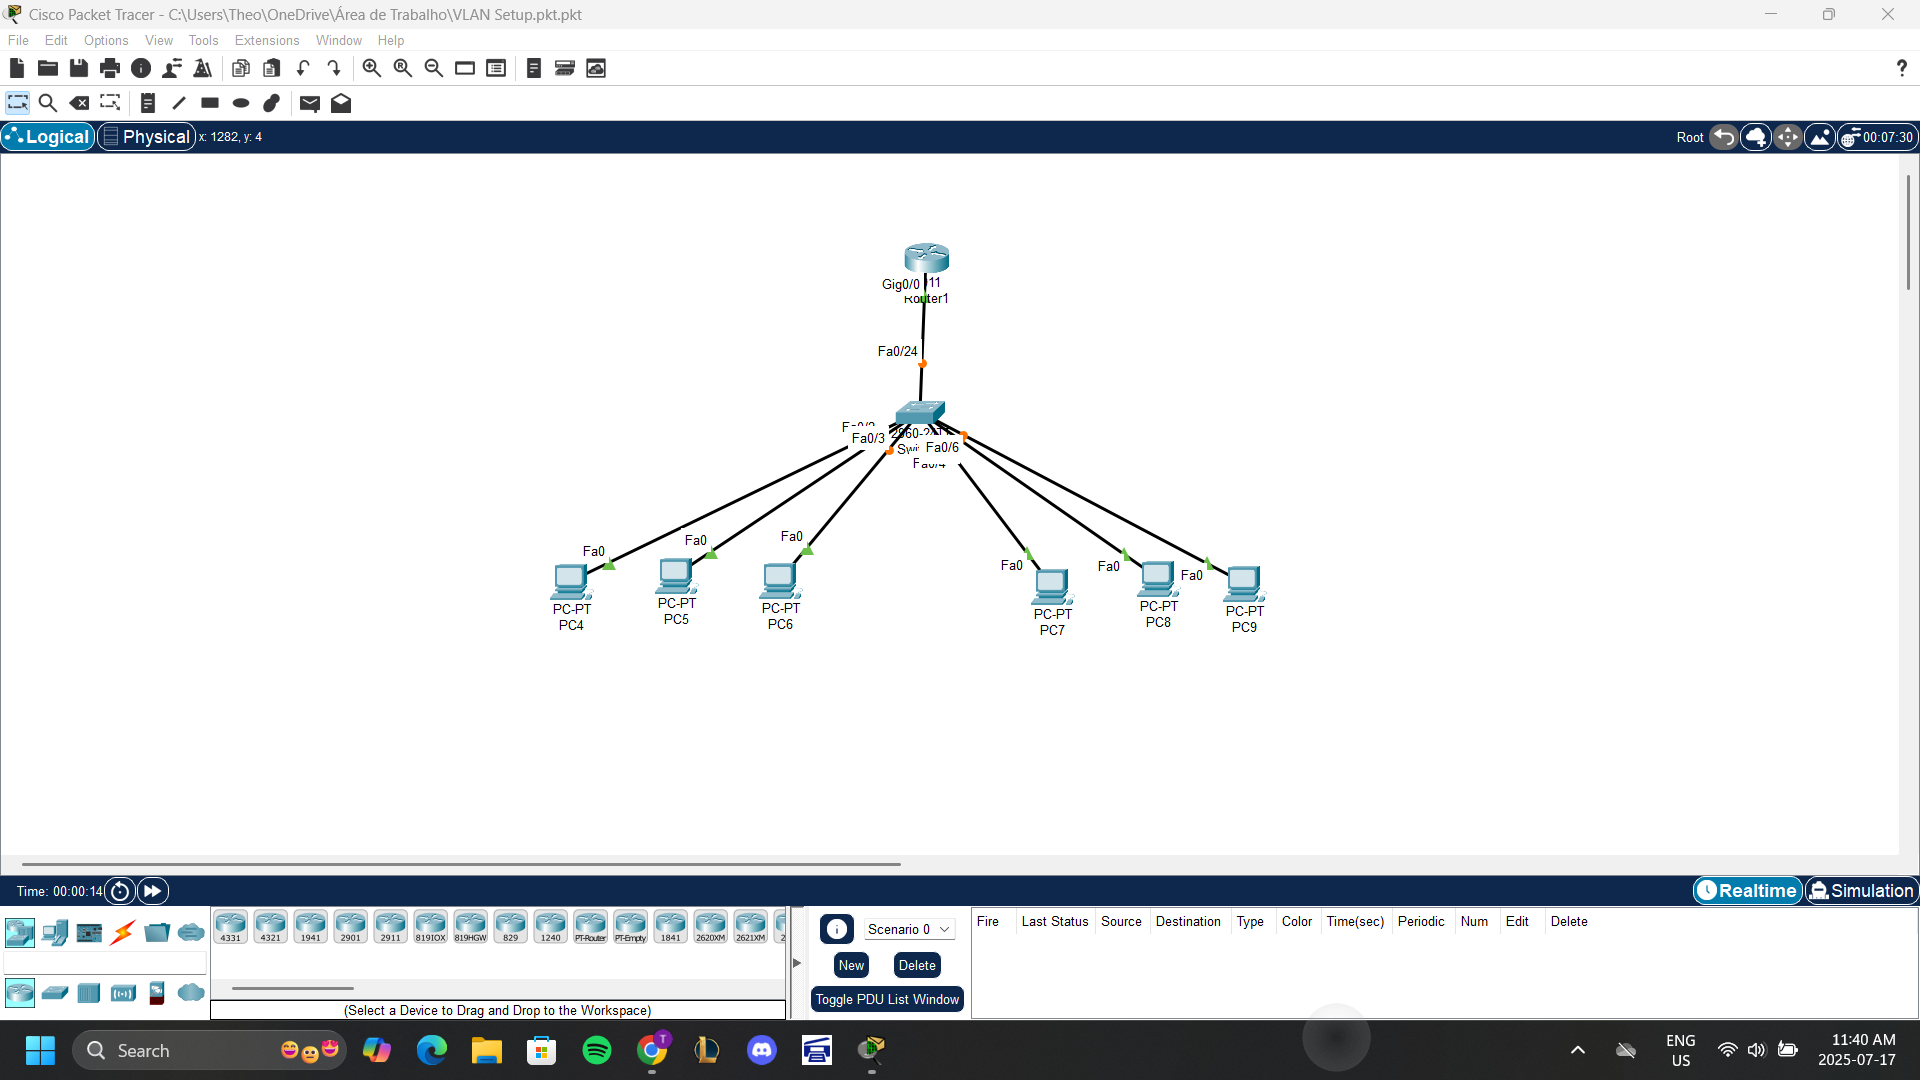 Cisco Packet Tracer - C:\Users\Theo\OneDrive\Área de Trabalho\VLAN Setup.pkt.pkt
File Edit Options View Tools Extensions Window Help
Logical Physical x: 1282, y: 4 Root 00:07:30
Gig0/0
Router1
Fa0/24
Fa0/3
Fa0/6
Fa0/4
Fa0 Fa0 Fa0 Fa0 Fa0 Fa0
PC-PT PC-PT PC-PT PC-PT PC-PT PC-PT
PC4 PC5 PC6 PC7 PC8 PC9
Time: 00:00:14 Realtime Simulation
4331 4321 1941 2901 2911 819IOX 819HGW 829 1240 PT-Router PT-Empty 1841 2620XM 2621XM
(Select a Device to Drag and Drop to the Workspace)
Scenario 0
New Delete
Toggle PDU List Window
Fire Last Status Source Destination Type Color Time(sec) Periodic Num Edit Delete
Search
ENG
US
11:40 AM
2025-07-17